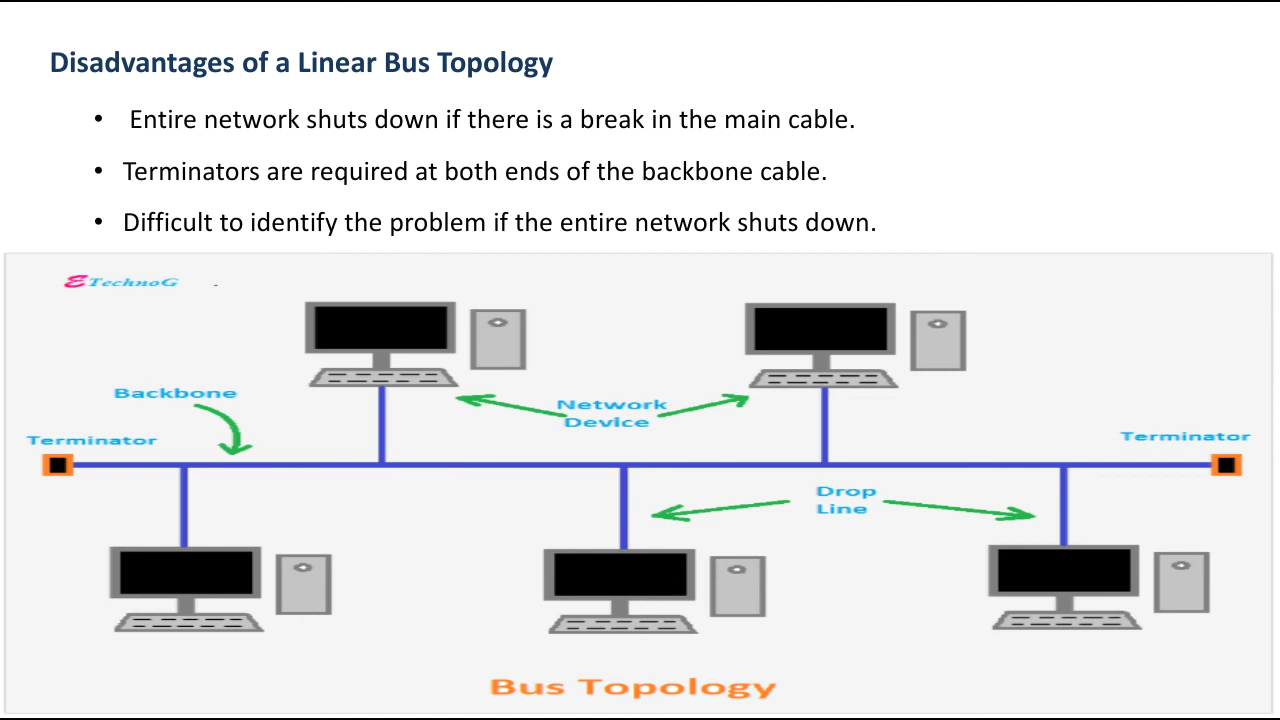 Disadvantages of a Linear Bus Topology
• Entire network shuts down if there is a break in the main cable.
• Terminators are required at both ends of the backbone cable.
• Difficult to identify the problem if the entire network shuts down.
ETechnoG
Backbone
Network
Device
Terminator
Terminator
Drop
Line
Bus Topology